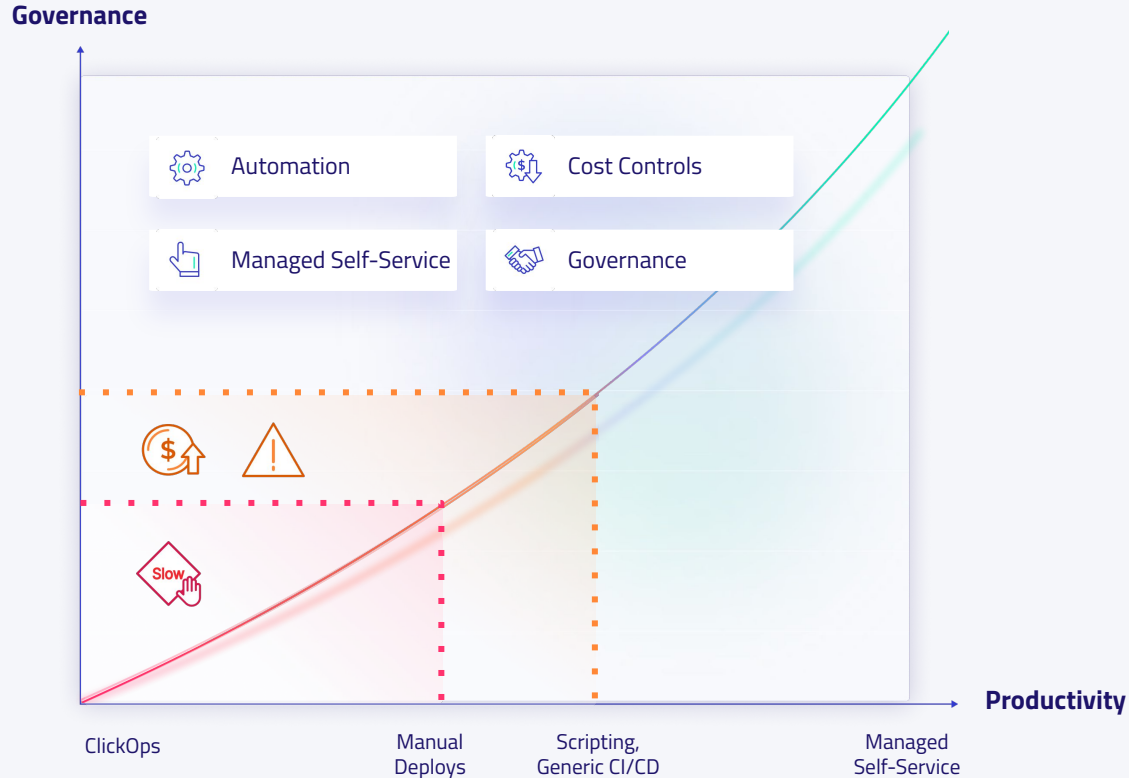 Governance
Automation
Cost Controls
Managed Self-Service
Governance
$
Slow
Productivity
ClickOps
Manual
Deploys
Scripting,
Generic CI/CD
Managed
Self-Service